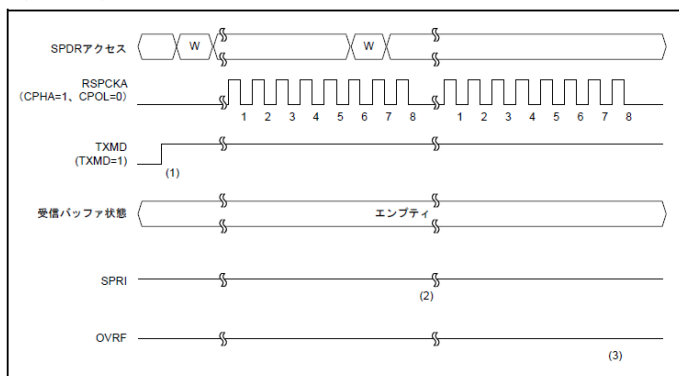 SPDRアクセス
W
W
RSPCKA
(CPHA=1、CPOL=0)
1 2 3 4 5 6 7 8
1 2 3 4 5 6 7 8
TXMD
(TXMD=1)
(1)
受信バッファ状態
エンプティ
SPRI
(2)
OVRF
(3)